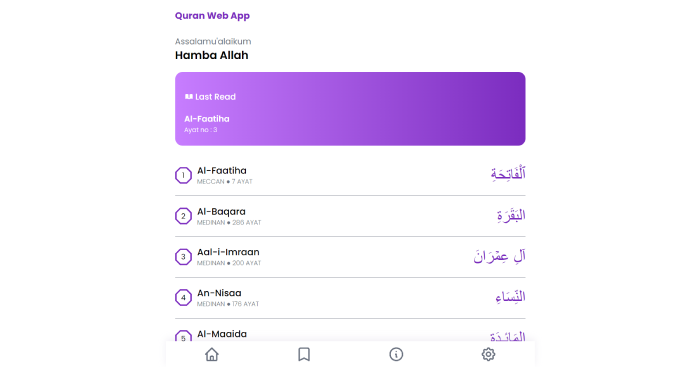 Quran Web App
Assalamu'alaikum
Hamba Allah
Last Read
Al-Faatiha
Ayat no : 3
1 Al-Faatiha ٱلْفَاتِحَةِ
MECCAN ● 7 AYAT
2 Al-Baqara البَقَرَةِ
MEDINAN ● 286 AYAT
3 Aal-i-Imraan آلِ عِمۡرَانَ
MEDINAN ● 200 AYAT
4 An-Nisaa النِّسَاءِ
MEDINAN ● 176 AYAT
5 Al-Maaida المَائـِدَةِ